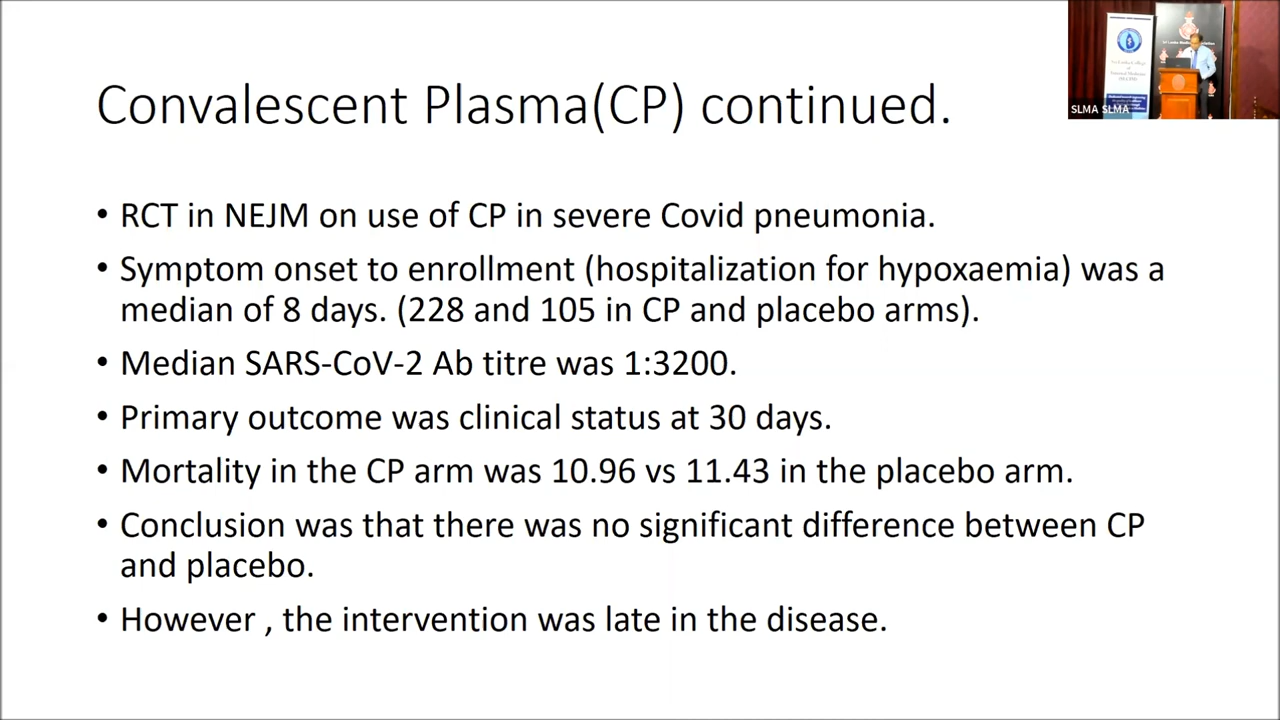 Convalescent Plasma(CP) continued.
SLMA SLMA
• RCT in NEJM on use of CP in severe Covid pneumonia.
• Symptom onset to enrollment (hospitalization for hypoxaemia) was a
median of 8 days. (228 and 105 in CP and placebo arms).
• Median SARS-CoV-2 Ab titre was 1:3200.
• Primary outcome was clinical status at 30 days.
• Mortality in the CP arm was 10.96 vs 11.43 in the placebo arm.
• Conclusion was that there was no significant difference between CP
and placebo.
• However , the intervention was late in the disease.